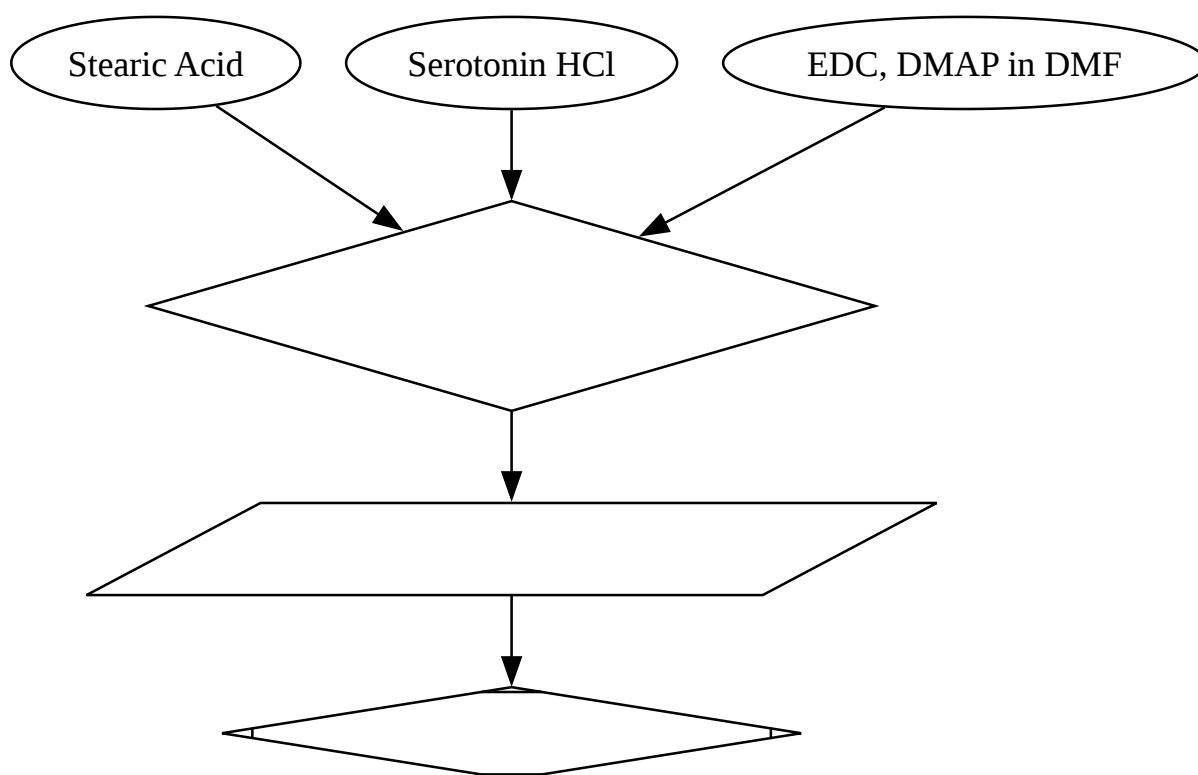 Stearic Acid
Serotonin HCl
EDC, DMAP in DMF